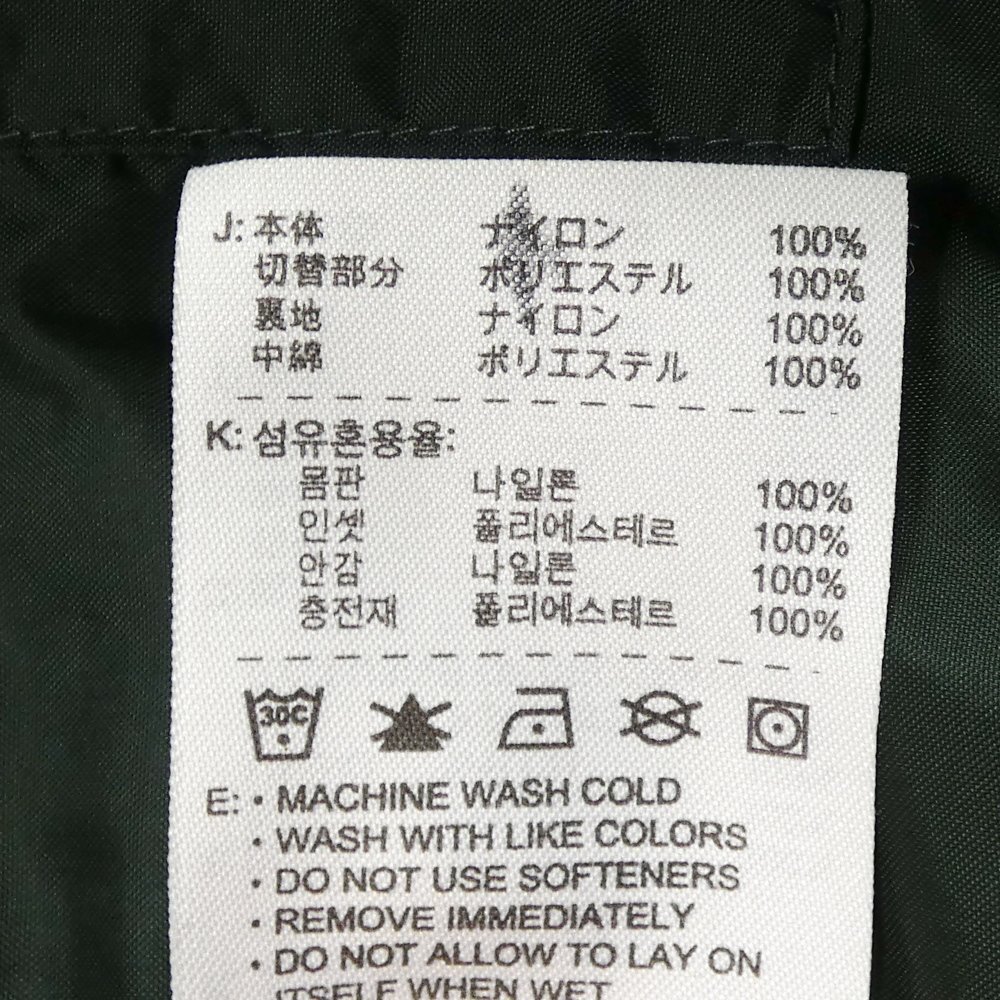 J: 本体 ナイロン 100%
切替部分 ポリエステル 100%
裏地 ナイロン 100%
中綿 ポリエステル 100%
K: 섬유혼용율:
몸판 나일론 100%
인셋 폴리에스테르 100%
안감 나일론 100%
충전재 폴리에스테르 100%
30C
E: • MACHINE WASH COLD
• WASH WITH LIKE COLORS
• DO NOT USE SOFTENERS
• REMOVE IMMEDIATELY
• DO NOT ALLOW TO LAY ON
ITSELF WHEN WET